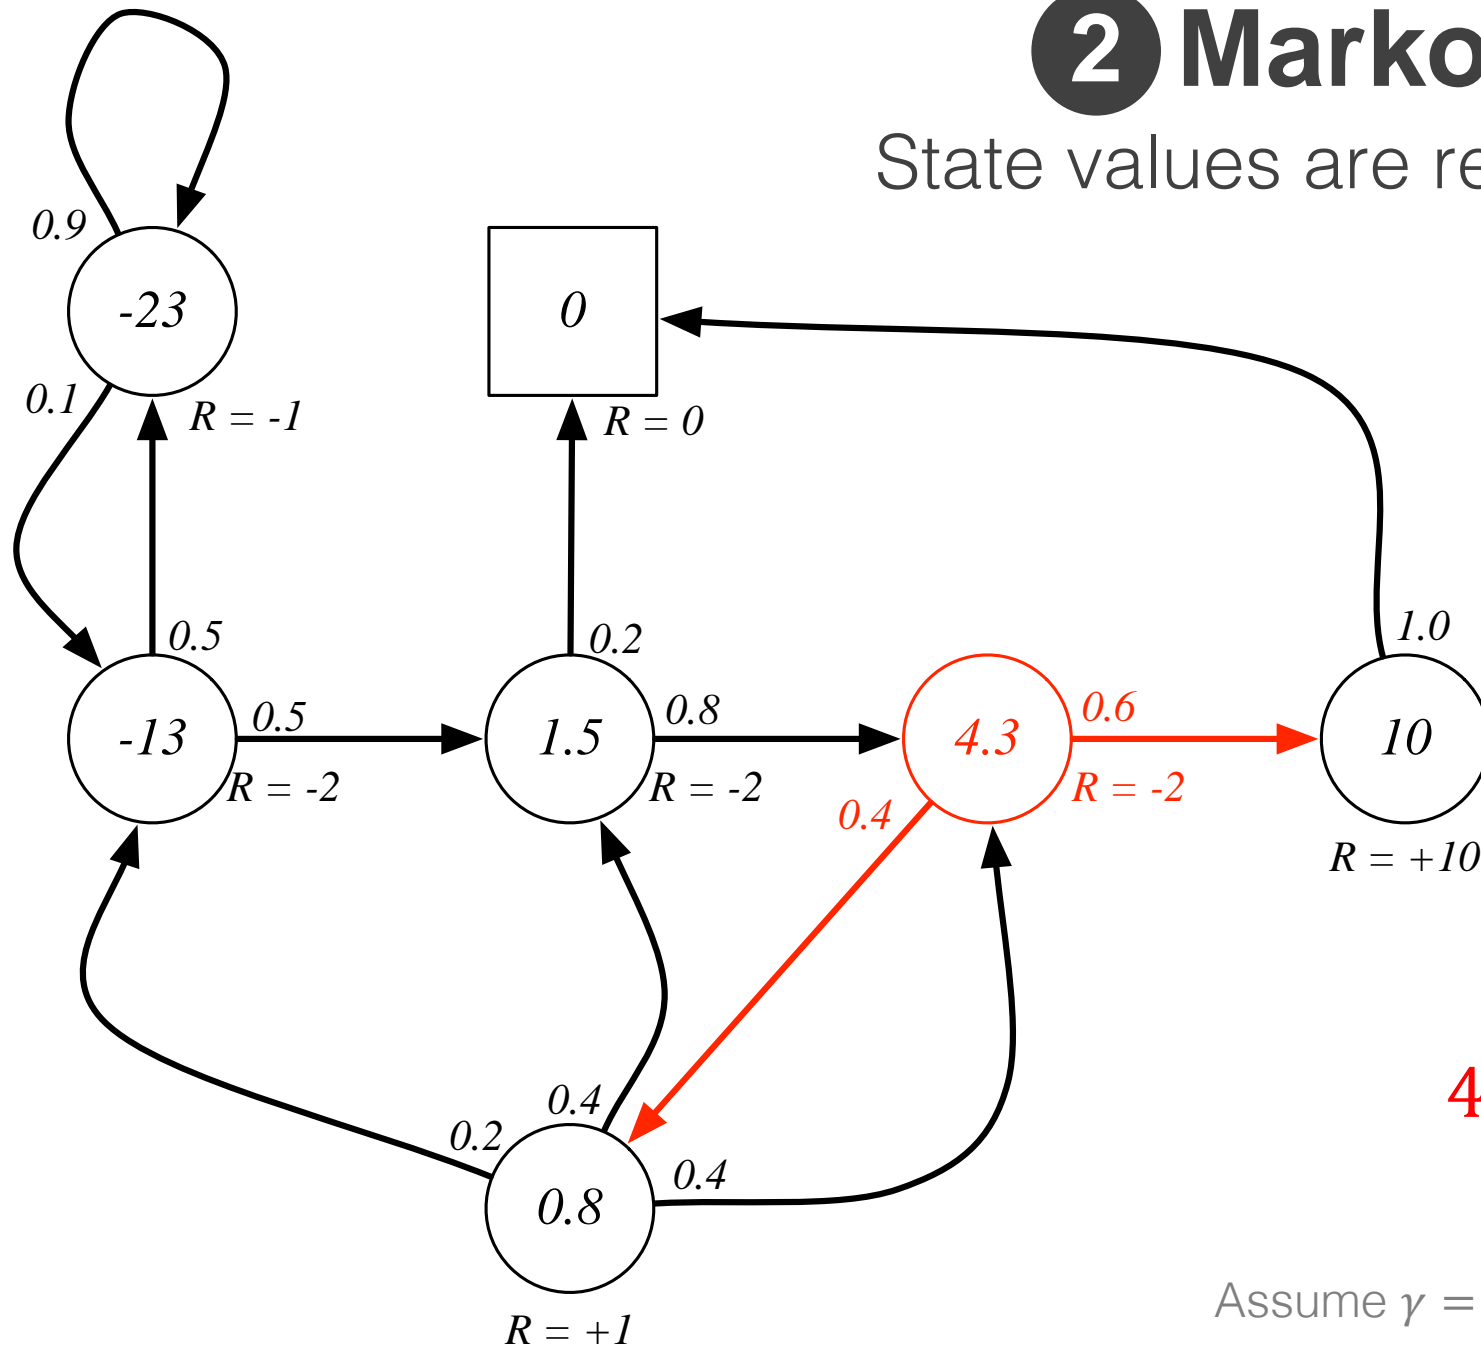 2 Marko
State values are re
0.9
-23
0
0.1
R = -1
R = 0
0.5
0.2
1.0
-13
0.5
1.5
0.8
4.3
0.6
10
R = -2
R = -2
0.4
R = -2
R = +10
4
0.4
0.2
0.4
0.8
Assume γ =
R = +1